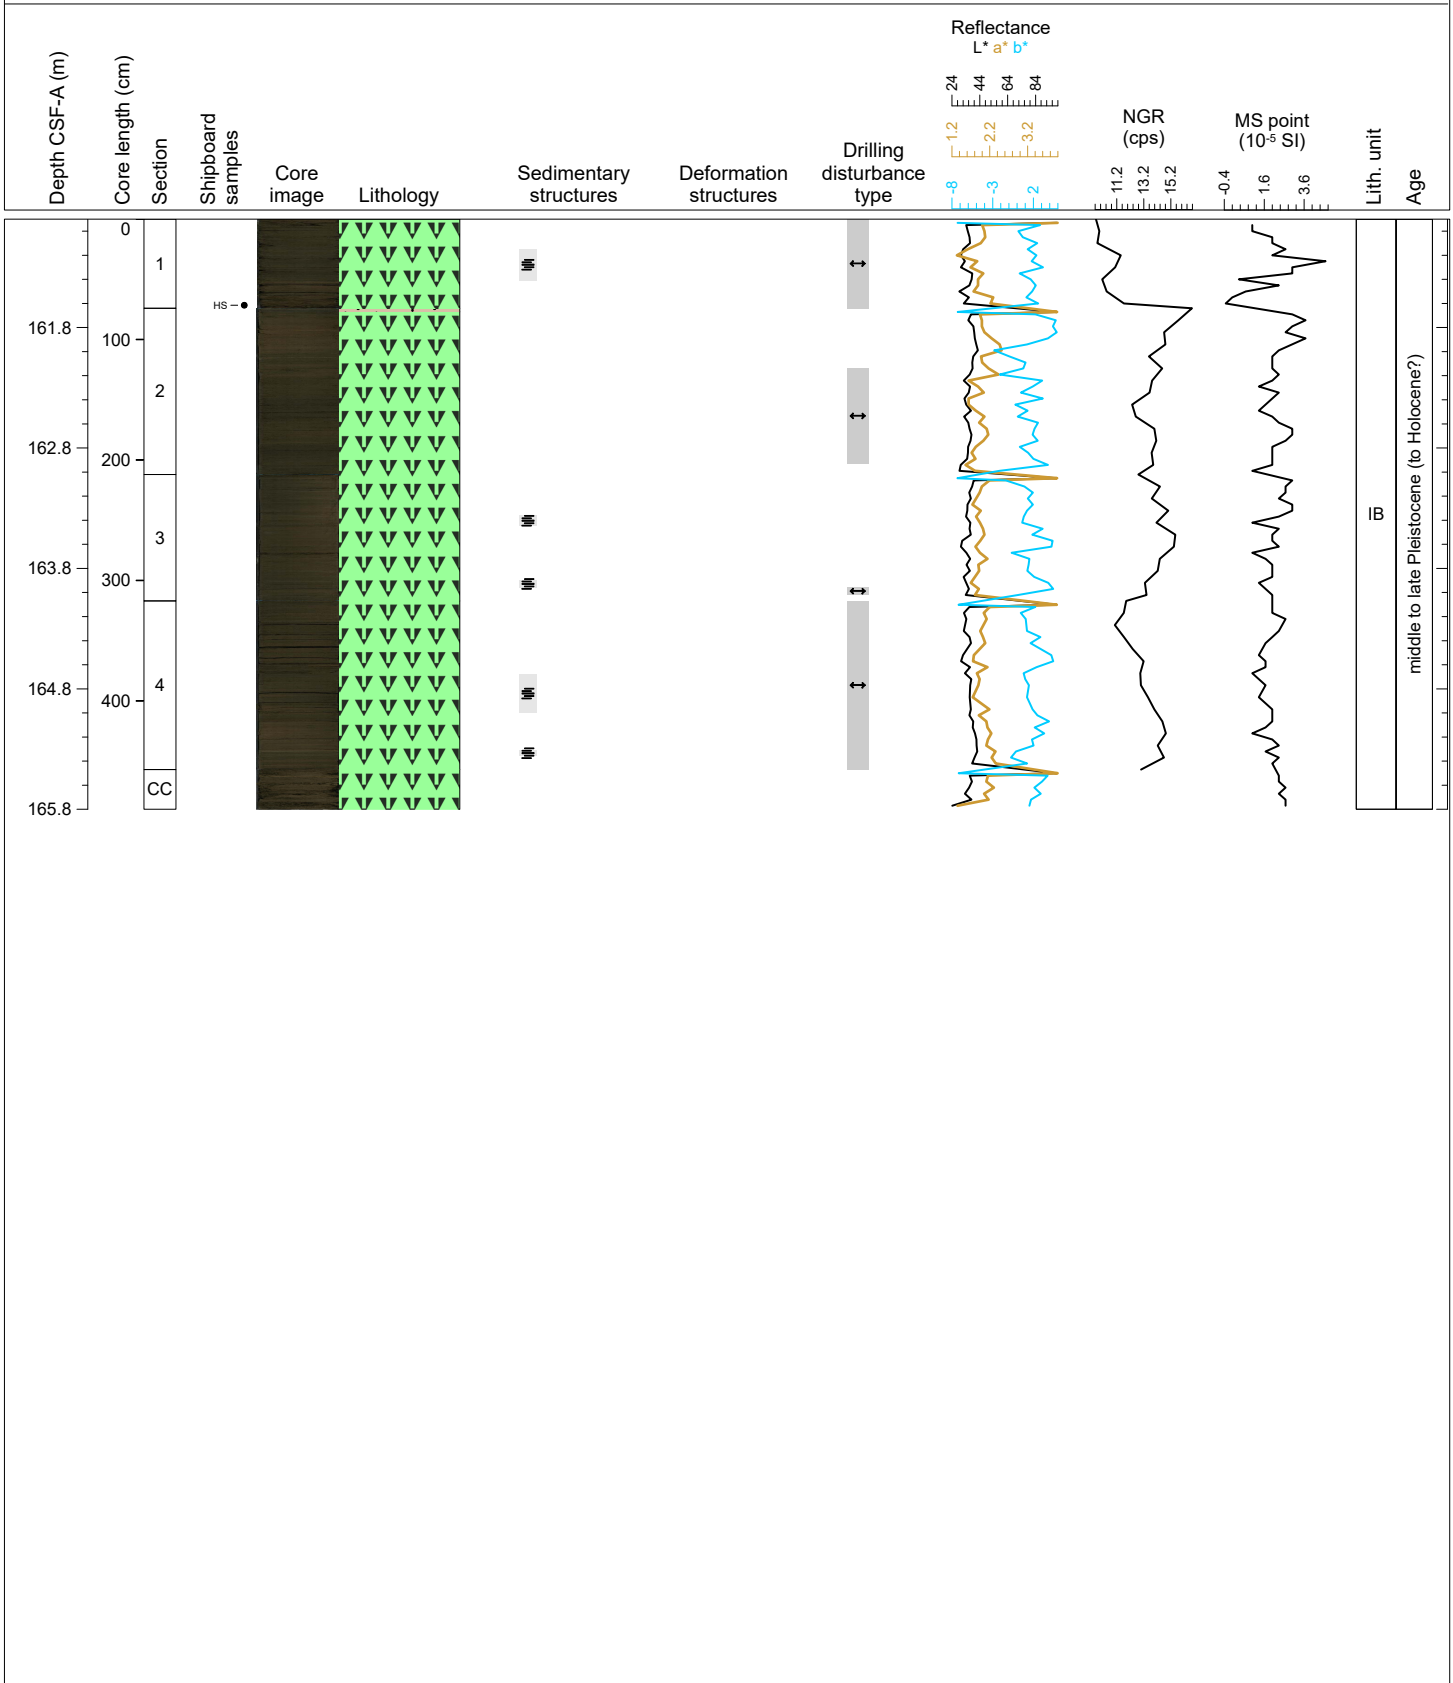 Depth CSF-A (m)
Core length (cm)
Section
Shipboard
samples
Core
image
Lithology
Sedimentary
structures
Deformation
structures
Drilling
disturbance
type
Reflectance
L* a* b*
24 44 64 84
1.2 2.2 3.2
-8 -3 2
NGR
(cps)
11.2 13.2 15.2
MS point
(10-5 SI)
-0.4 1.6 3.6
Lith. unit
Age
0
1
HS
161.8
100
2
162.8
200
3
163.8
300
4
164.8
400
CC
165.8
IB
middle to late Pleistocene (to Holocene?)